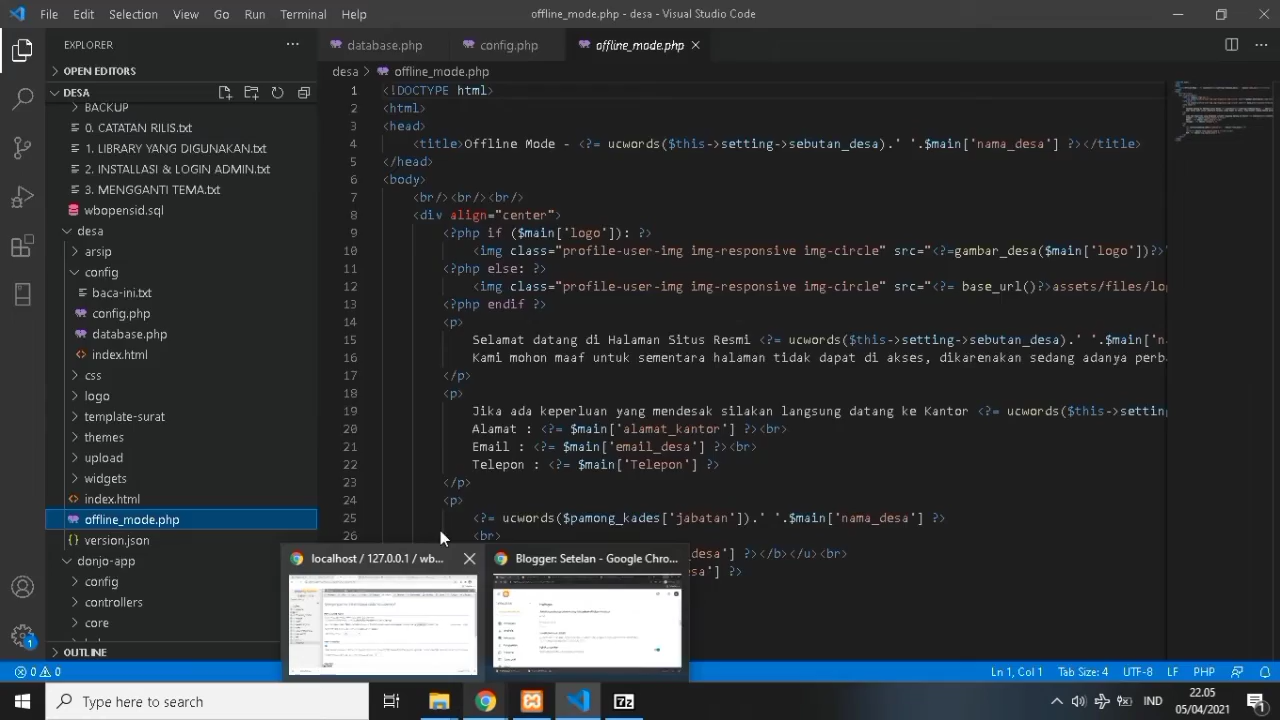 File Edit Selection View Go Run Terminal Help offline_mode.php - desa - Visual Studio Code
EXPLORER
OPEN EDITORS
DESA
BACKUP
0. CATATAN RILIS.txt
1. LIBRARY YANG DIGUNAKAN.txt
2. INSTALLASI & LOGIN ADMIN.txt
3. MENGGANTI TEMA.txt
wbopensid.sql
desa
arsip
config
baca-ini.txt
config.php
database.php
index.html
css
logo
template-surat
themes
upload
widgets
index.html
offline_mode.php
version.json
donjo-app
database.php config.php offline_mode.php
desa > offline_mode.php
1 <!DOCTYPE html>
2 <html>
3 <head>
4 <title>Offline Mode - <?= ucwords($this->setting->sebutan_desa).' '.$main['nama_desa'] ?></title>
5 </head>
6 <body>
7 <br/><br/><br/>
8 <div align="center">
9 <?php if ($main['logo']): ?>
10 <img class="profile-user-img img-responsive img-circle" src="<?=gambar_desa($main['logo'])?>"
11 <?php else: ?>
12 <img class="profile-user-img img-responsive img-circle" src="<?= base_url()?>assets/files/lo
13 <?php endif ?>
14 <p>
15 Selamat datang di Halaman Situs Resmi <?= ucwords($this->setting->sebutan_desa).' '.$main['n
16 Kami mohon maaf untuk sementara halaman tidak dapat di akses, dikarenakan sedang adanya perb
17 </p>
18 <p>
19 Jika ada keperluan yang mendesak silakan langsung datang ke Kantor <?= ucwords($this->settin
20 Alamat : <?= $main['alamat_kantor'] ?><br>
21 Email : <?= $main['email_desa'] ?><br>
22 Telepon : <?= $main['Telepon'] ?>
23 </p>
24 <p>
25 <?= ucwords($pamong_kades['jabatan']).' '.$main['nama_desa'] ?>
26 <br>
desa'] ?></b></u><br>
sa'] ?>
localhost / 127.0.0.1 / wb...
Blogger: Setelan - Google Chro...
0 0
Ln 1, Col UTF-8 LF PHP
Type here to search
IND
22.05
05/04/2021
1